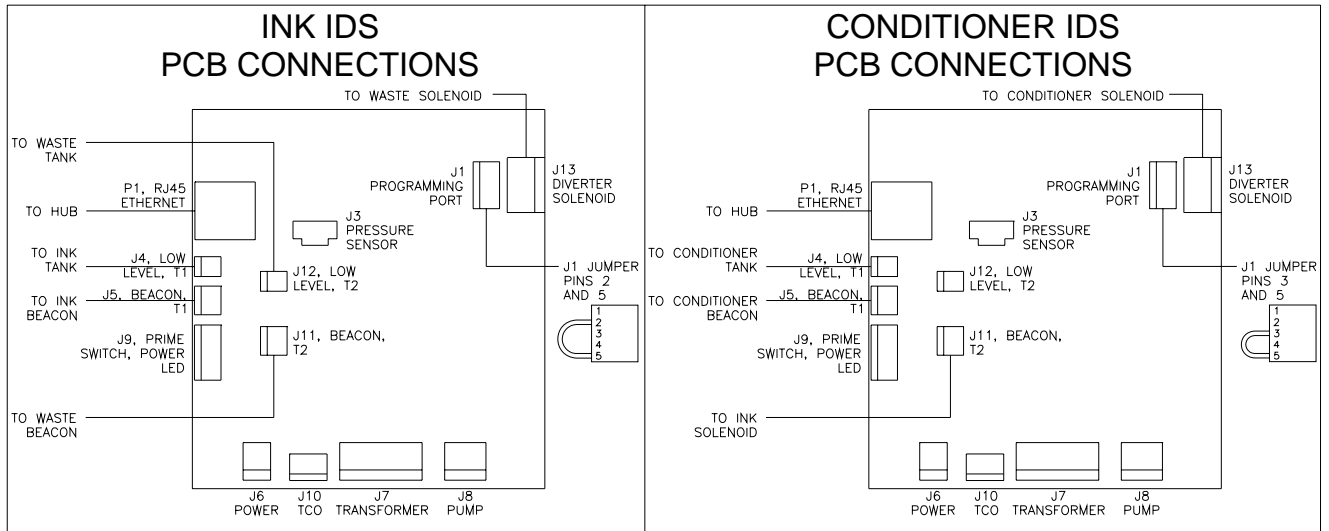 INK IDS
PCB CONNECTIONS
TO WASTE SOLENOID
TO WASTE
TANK
P1, RJ45
ETHERNET
TO HUB
J1
PROGRAMMING
PORT
J13
DIVERTER
SOLENOID
J3
PRESSURE
SENSOR
TO INK
TANK
J4, LOW
LEVEL, T1
J12, LOW
LEVEL, T2
J1 JUMPER
PINS 2
AND 5
TO INK
BEACON
J5, BEACON,
T1
1
2
3
4
5
J9, PRIME
SWITCH, POWER
LED
J11, BEACON,
T2
TO WASTE
BEACON
J6
POWER
J10
TCO
J7
TRANSFORMER
J8
PUMP
CONDITIONER IDS
PCB CONNECTIONS
TO CONDITIONER SOLENOID
P1, RJ45
ETHERNET
TO HUB
J1
PROGRAMMING
PORT
J13
DIVERTER
SOLENOID
J3
PRESSURE
SENSOR
TO CONDITIONER
TANK
J4, LOW
LEVEL, T1
J12, LOW
LEVEL, T2
J1 JUMPER
PINS 3
AND 5
TO CONDITIONER
BEACON
J5, BEACON,
T1
1
2
3
4
5
J9, PRIME
SWITCH, POWER
LED
J11, BEACON,
T2
TO INK
SOLENOID
J6
POWER
J10
TCO
J7
TRANSFORMER
J8
PUMP